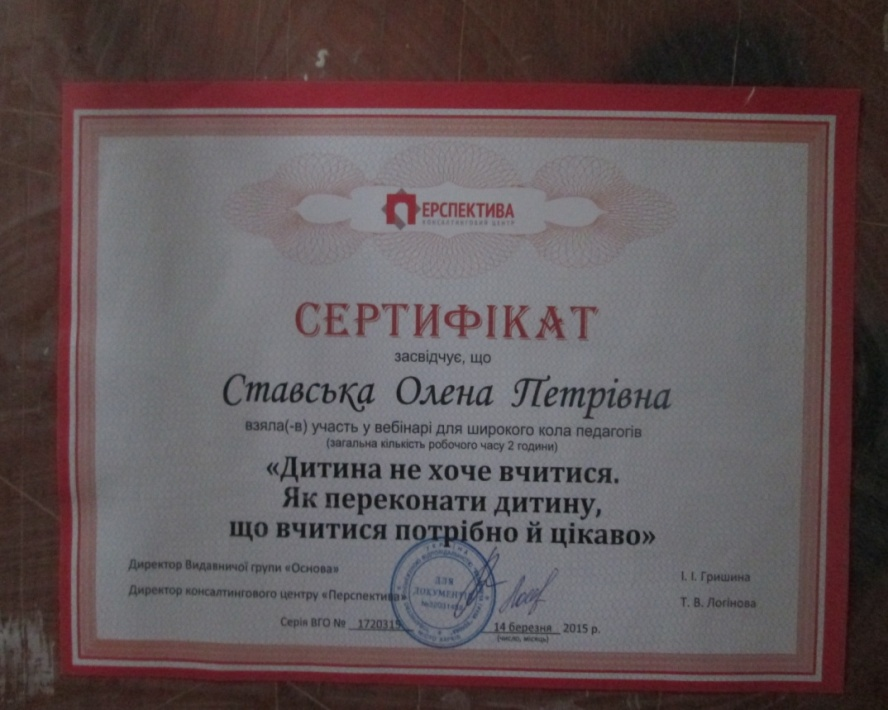 ПЕРСПЕКТИВА
КОНСАЛТИНГОВИЙ ЦЕНТР
СЕРТИФІКАТ
засвідчує, що
Ставська Олена Петрівна
взяла(-в) участь у вебінарі для широкого кола педагогів
(загальна кількість робочого часу 2 години)
«Дитина не хоче вчитися.
Як переконати дитину,
що вчитися потрібно й цікаво»
Директор Видавничої групи «Основа»
І. І. Гришина
Директор консалтингового центру «Перспектива»
Т. В. Логінова
ДЛЯ
ДОКУМЕНТІВ
Серія ВГО № 1720319
14 березня 2015 р.
(число, місяць)